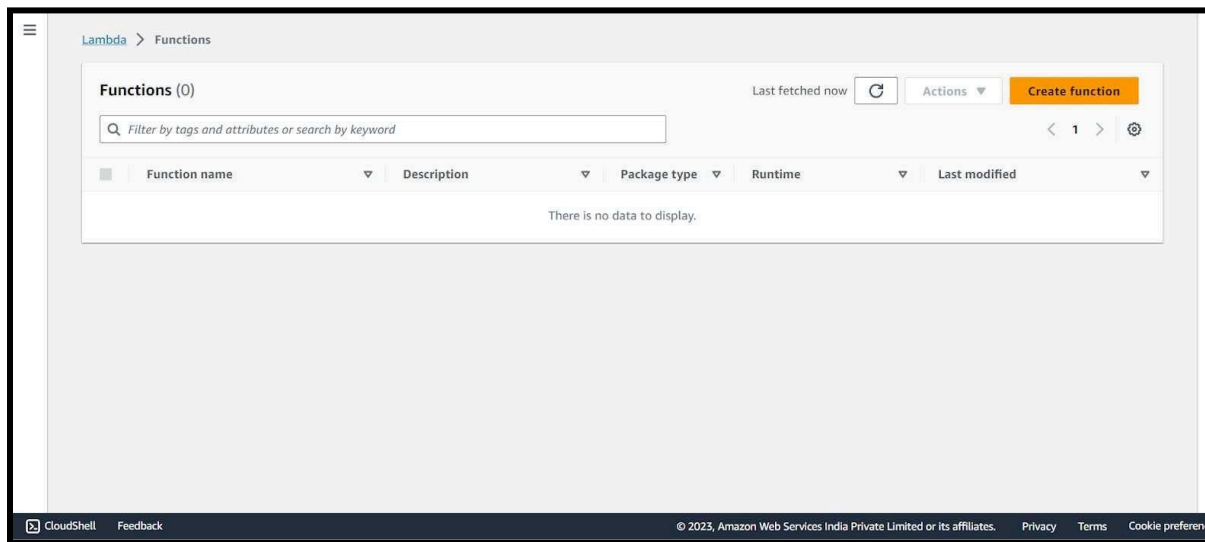 Lambda > Functions
Functions (0)
Last fetched now
Actions
Create function
Filter by tags and attributes or search by keyword
1
Function name
Description
Package type
Runtime
Last modified
There is no data to display.
CloudShell
Feedback
© 2023, Amazon Web Services India Private Limited or its affiliates.
Privacy
Terms
Cookie preferen